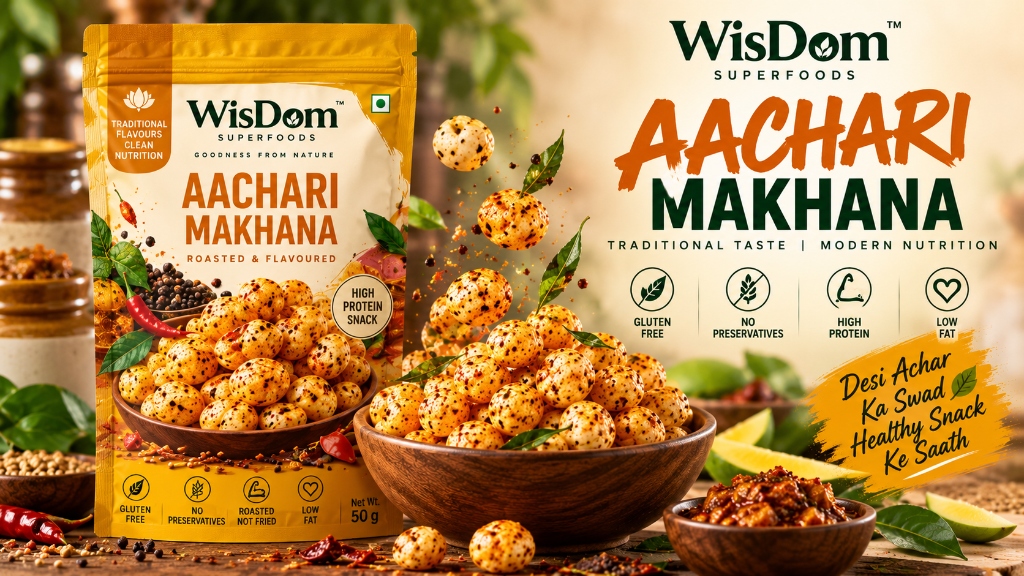 TRADITIONAL
FLAVOURS
CLEAN
NUTRITION
WisDom™
SUPERFOODS
GOODNESS FROM NATURE
AACHARI
MAKHANA
ROASTED & FLAVOURED
HIGH
PROTEIN
SNACK
GLUTEN
FREE
NO
PRESERVATIVES
ROASTED
NOT FRIED
LOW
FAT
Net Wt.
50 g
WisDom™
SUPERFOODS
AACHARI
MAKHANA
TRADITIONAL TASTE | MODERN NUTRITION
GLUTEN
FREE
NO
PRESERVATIVES
HIGH
PROTEIN
LOW
FAT
Desi Achar
Ka Swad
Healthy Snack
Ke Saath